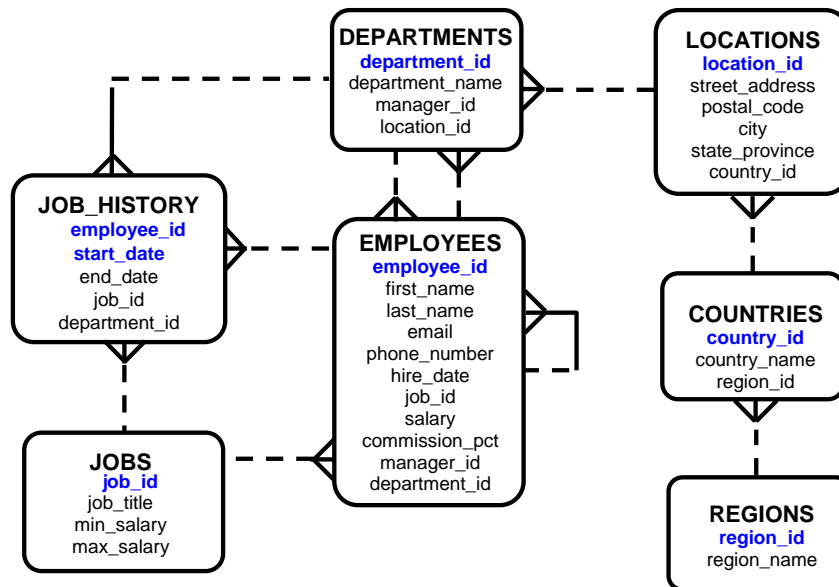 DEPARTMENTS
department_id
department_name
manager_id
location_id
LOCATIONS
location_id
street_address
postal_code
city
state_province
country_id
JOB_HISTORY
employee_id
start_date
end_date
job_id
department_id
EMPLOYEES
employee_id
first_name
last_name
email
phone_number
hire_date
job_id
salary
commission_pct
manager_id
department_id
COUNTRIES
country_id
country_name
region_id
JOBS
job_id
job_title
min_salary
max_salary
REGIONS
region_id
region_name